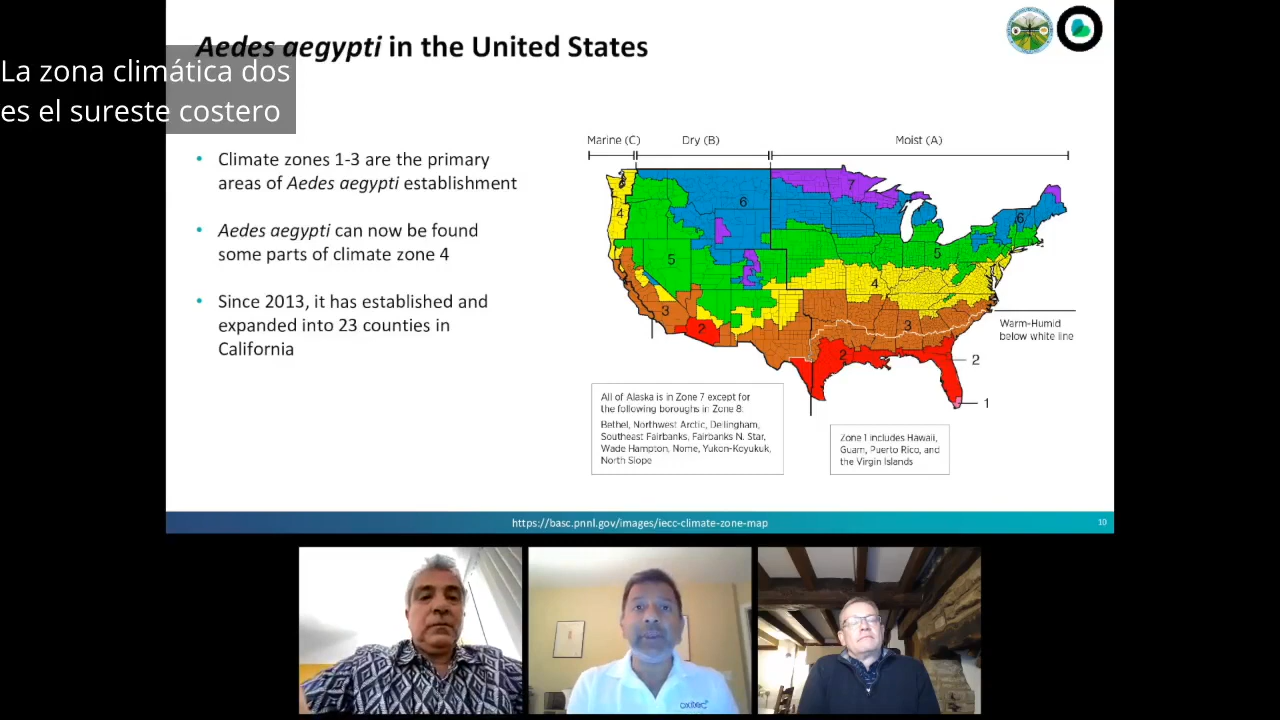 Aedes aegypti in the United States
La zona climática dos
es el sureste costero
• Climate zones 1-3 are the primary
areas of Aedes aegypti establishment
• Aedes aegypti can now be found
some parts of climate zone 4
• Since 2013, it has established and
expanded into 23 counties in
California
Marine (C)
Dry (B)
Moist (A)
7
6
6
4
5
5
4
3
3
2
2
2
1
Warm-Humid
below white line
All of Alaska is in Zone 7 except for
the following boroughs in Zone 8:
Bethel, Northwest Arctic, Dellingham,
Southeast Fairbanks, Fairbanks N. Star,
Wade Hampton, Nome, Yukon-Koyukuk,
North Slope
Zone 1 includes Hawaii,
Guam, Puerto Rico, and
the Virgin Islands
https://basc.pnnl.gov/images/iecc-climate-zone-map
10
oxitec